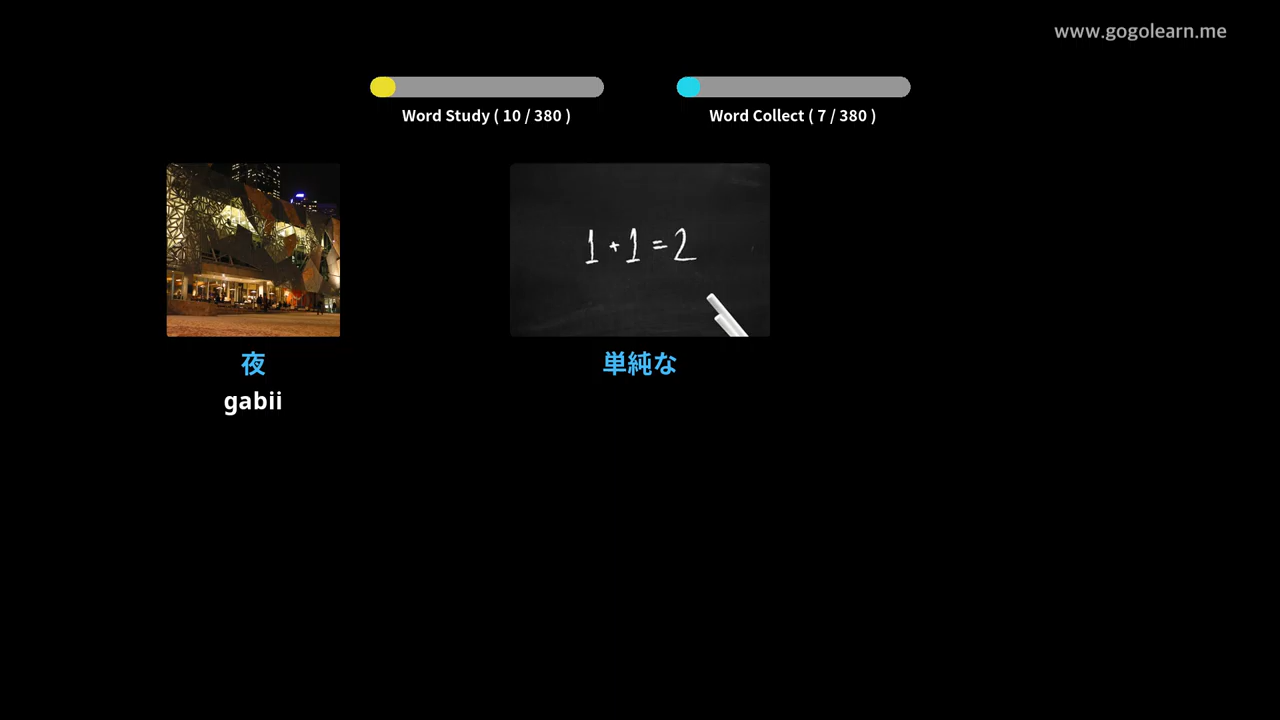 www.gogolearn.me
Word Study ( 10 / 380 )
Word Collect ( 7 / 380 )
1 + 1 = 2
夜
gabii
単純な